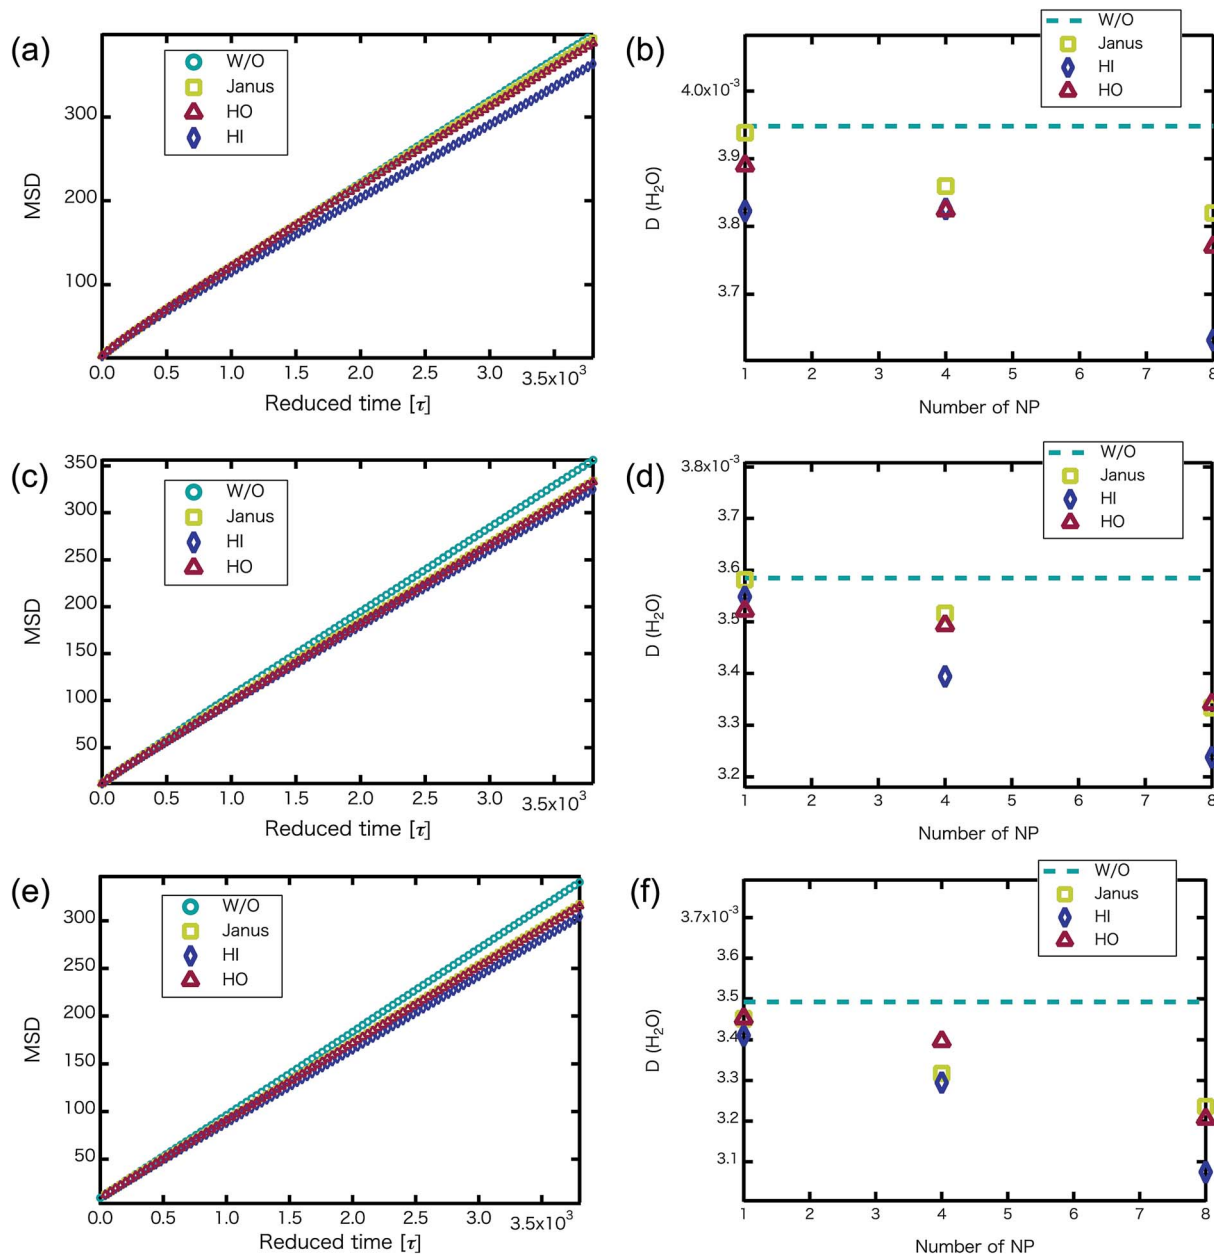 (a)
W/O
Janus
HO
HI
300
200
100
MSD
0.0 0.5 1.0 1.5 2.0 2.5 3.0 3.5x10³
Reduced time [τ]
(b)
W/O
Janus
HI
HO
4.0x10⁻³
3.9
3.8
3.7
D (H₂O)
1 2 3 4 5 6 7 8
Number of NP
(c)
W/O
Janus
HI
HO
350
300
250
200
150
100
50
MSD
0.0 0.5 1.0 1.5 2.0 2.5 3.0 3.5x10³
Reduced time [τ]
(d)
W/O
Janus
HI
HO
3.8x10⁻³
3.7
3.6
3.5
3.4
3.3
3.2
D (H₂O)
1 2 3 4 5 6 7 8
Number of NP
(e)
W/O
Janus
HI
HO
300
250
200
150
100
50
MSD
0.0 0.5 1.0 1.5 2.0 2.5 3.0 3.5x10³
Reduced time [τ]
(f)
W/O
Janus
HI
HO
3.7x10⁻³
3.6
3.5
3.4
3.3
3.2
3.1
D (H₂O)
1 2 3 4 5 6 7 8
Number of NP